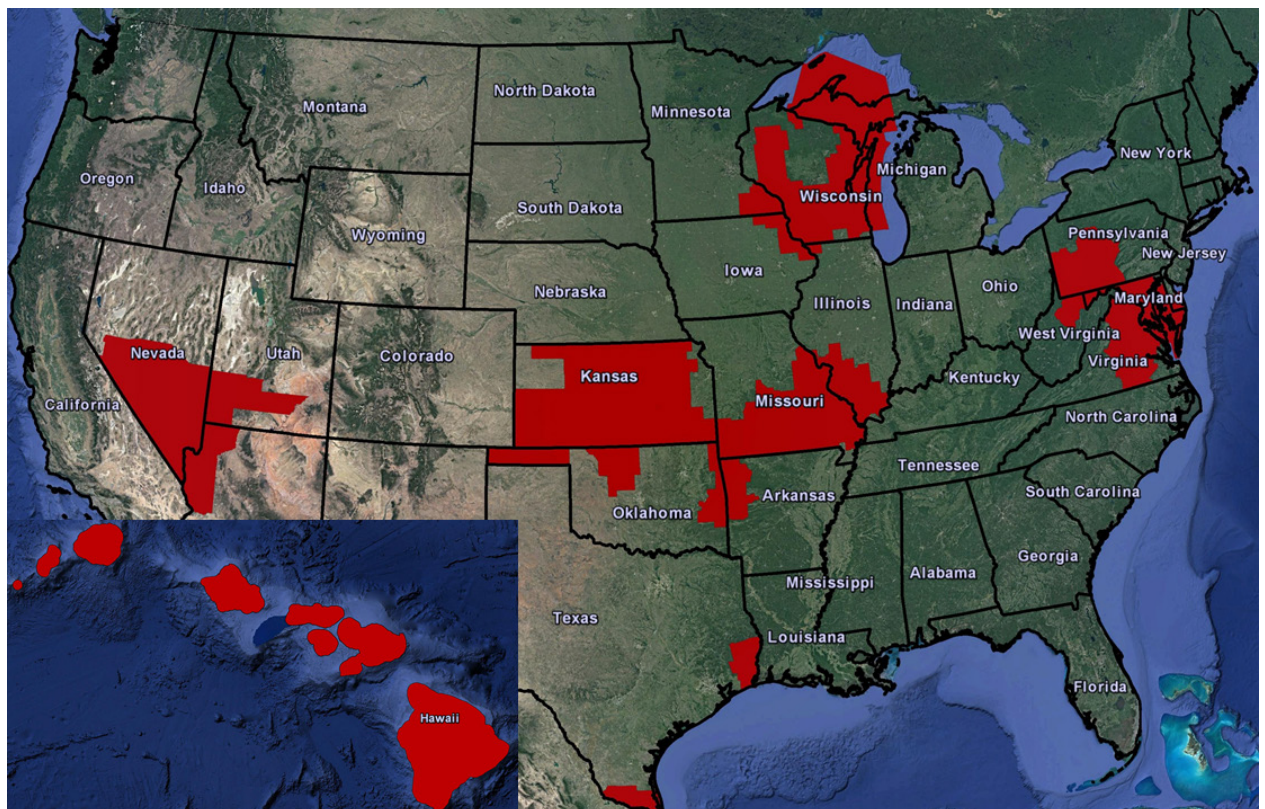 North Dakota
Montana
Minnesota
New York
Oregon
Idaho
Michigan
Wisconsin
South Dakota
Wyoming
Pennsylvania
New Jersey
Iowa
Nebraska
Ohio
Illinois
Indiana
Maryland
West Virginia
Nevada
Utah
Colorado
Virginia
Kansas
Kentucky
California
Missouri
North Carolina
Tennessee
South Carolina
Arkansas
Oklahoma
Georgia
Alabama
Mississippi
Texas
Louisiana
Florida
Hawaii